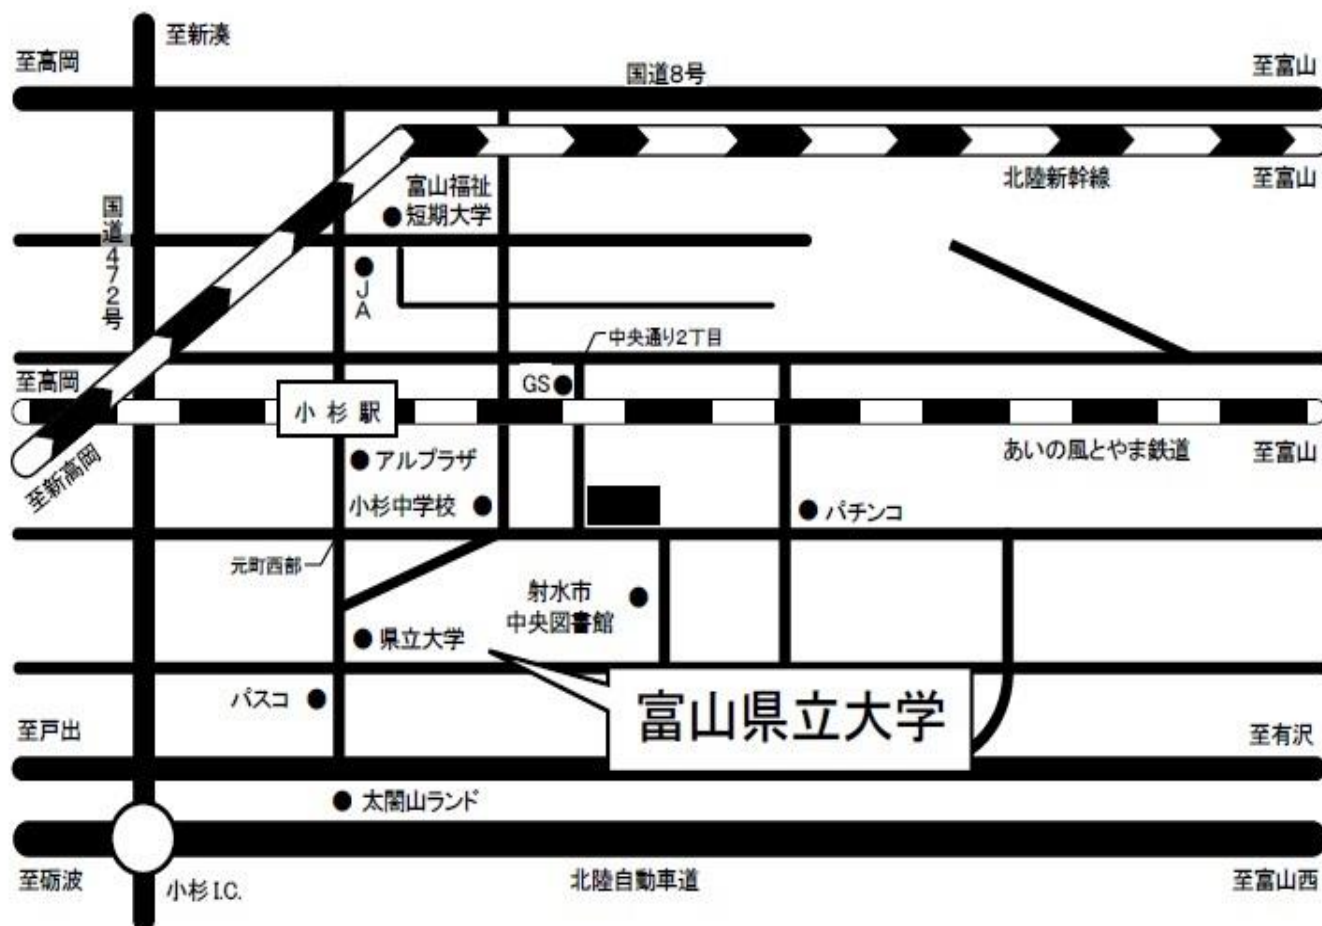 至新湊
至高岡
国道8号
至富山
北陸新幹線
至富山
富山福祉
短期大学
国道472号
JA
中央通り2丁目
至高岡
GS
小杉駅
アルプラザ
あいの風とやま鉄道
至富山
至新高岡
小杉中学校
パチンコ
元町西部
射水市
中央図書館
県立大学
パスコ
富山県立大学
至戸出
至有沢
太閤山ランド
至砺波
小杉I.C.
北陸自動車道
至富山西